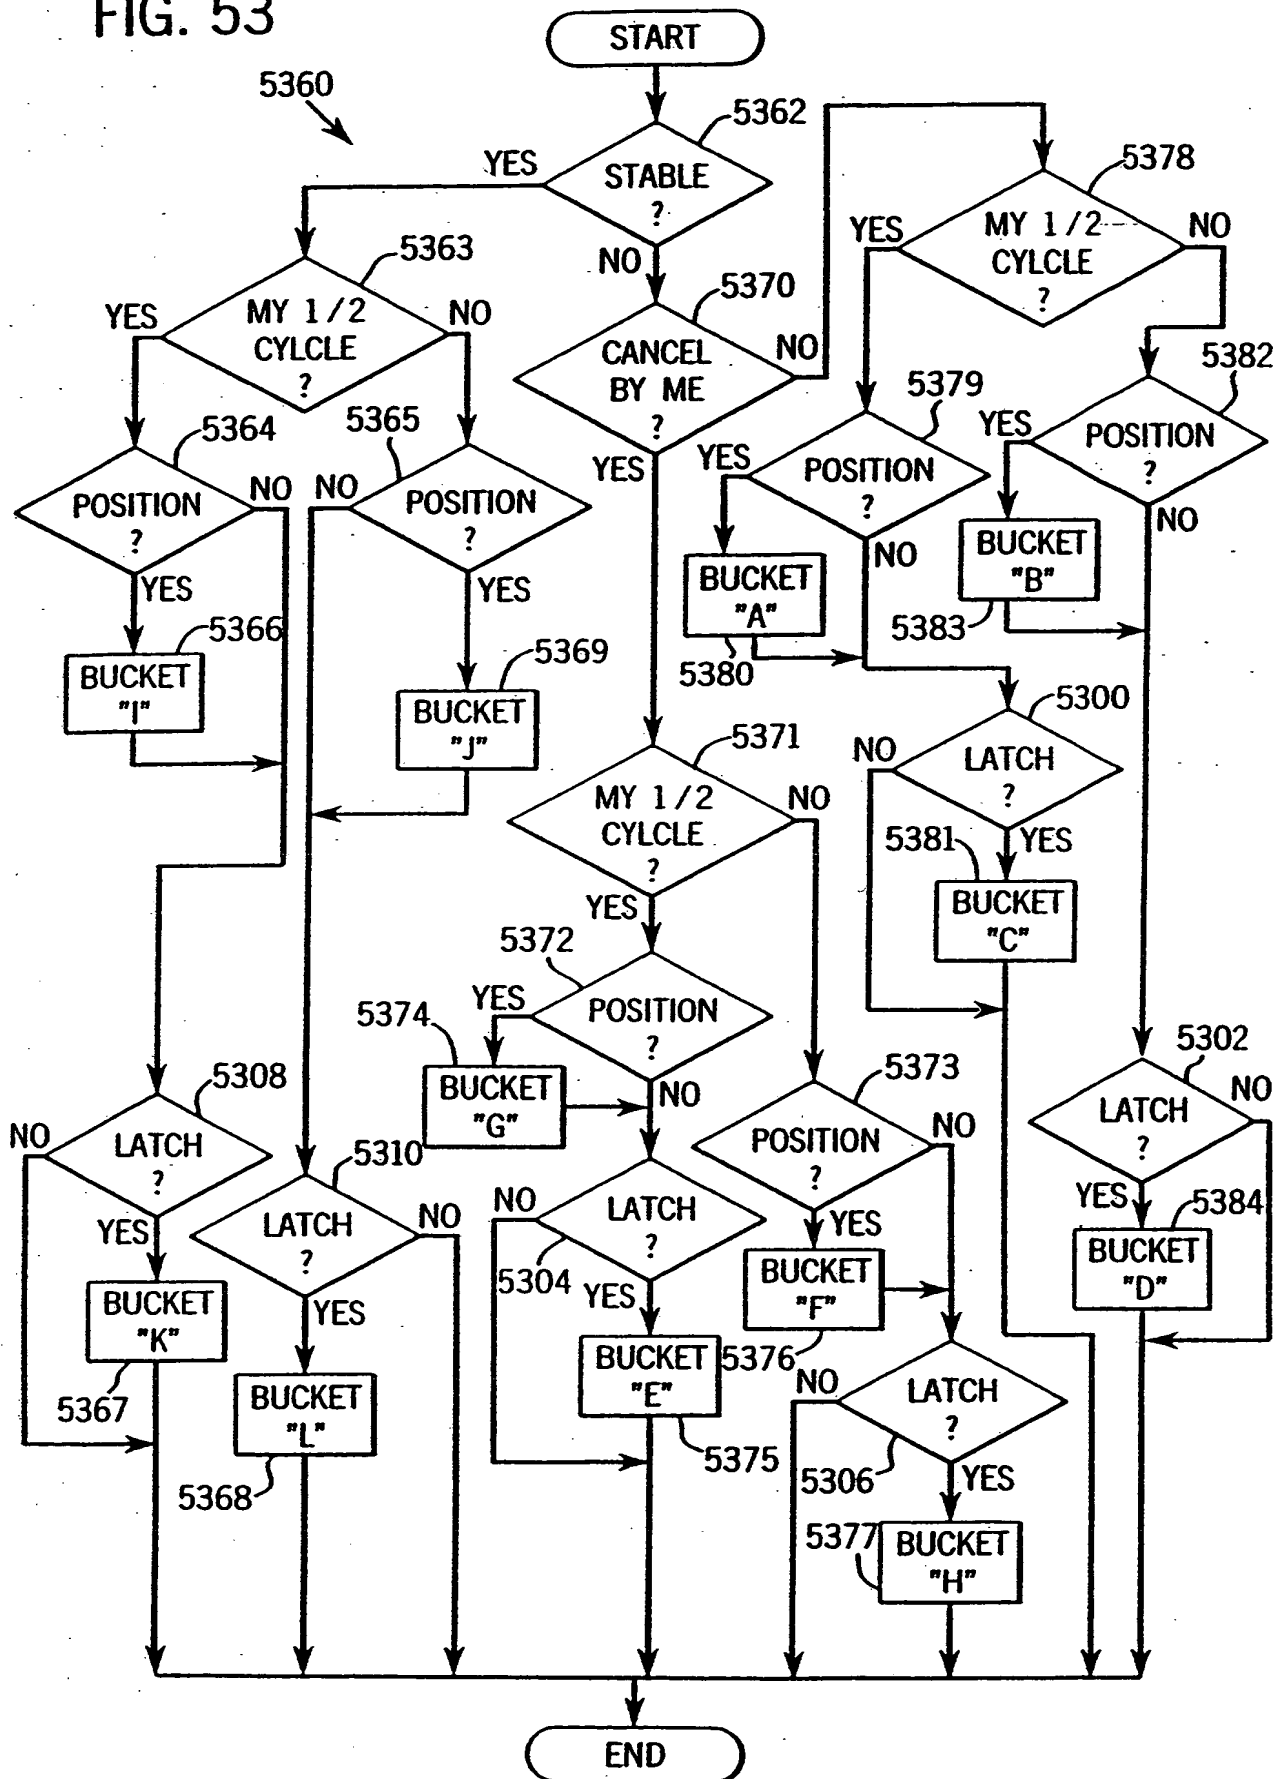 FIG. 53
START
5360
5362
STABLE
?
YES
NO
5378
MY 1/2
CYLCLE
?
YES
NO
5363
MY 1/2
CYLCLE
?
YES
NO
5370
CANCEL
BY ME
?
NO
YES
5382
POSITION
?
YES
NO
5379
POSITION
?
YES
NO
5364
POSITION
?
NO
YES
5365
POSITION
?
NO
YES
BUCKET
"B"
5383
BUCKET
"A"
5380
5366
BUCKET
"I"
5369
BUCKET
"J"
5300
LATCH
?
NO
YES
5371
MY 1/2
CYLCLE
?
NO
YES
5381
BUCKET
"C"
5372
POSITION
?
YES
NO
5374
BUCKET
"G"
5373
POSITION
?
NO
YES
5302
LATCH
?
NO
YES
5308
LATCH
?
NO
YES
5310
LATCH
?
NO
YES
LATCH
?
NO
5304
YES
5384
BUCKET
"D"
BUCKET
"F"
5376
BUCKET
"K"
5367
BUCKET
"E"
5375
BUCKET
"L"
5368
LATCH
?
NO
5306
YES
5377
BUCKET
"H"
END